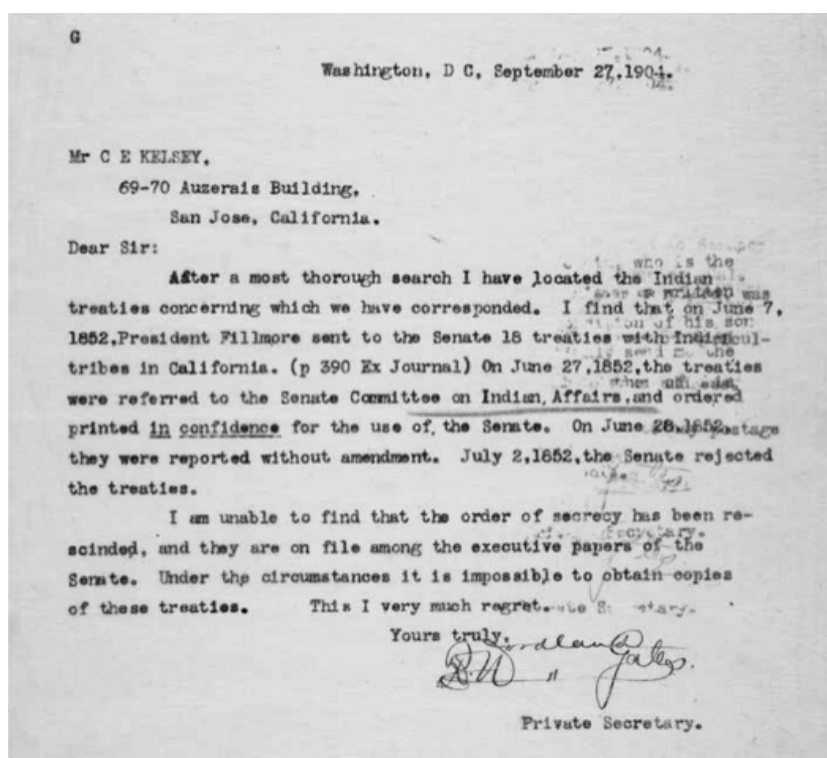 G
Washington, D C, September 27, 1904.
Mr C E KELSEY,
69-70 Auzerais Building,
San Jose, California.
Dear Sir:
After a most thorough search I have located the Indian
treaties concerning which we have corresponded. I find that on June 7,
1852, President Fillmore sent to the Senate 18 treaties with Indian
tribes in California. (p 390 Ex Journal) On June 27, 1852, the treaties
were referred to the Senate Committee on Indian Affairs, and ordered
printed in confidence for the use of the Senate. On June 28, 1852,
they were reported without amendment. July 2, 1852, the Senate rejected
the treaties.
I am unable to find that the order of secrecy has been re-
scinded, and they are on file among the executive papers of the
Senate. Under the circumstances it is impossible to obtain copies
of these treaties. This I very much regret.
Yours truly,
Gates.
Private Secretary.